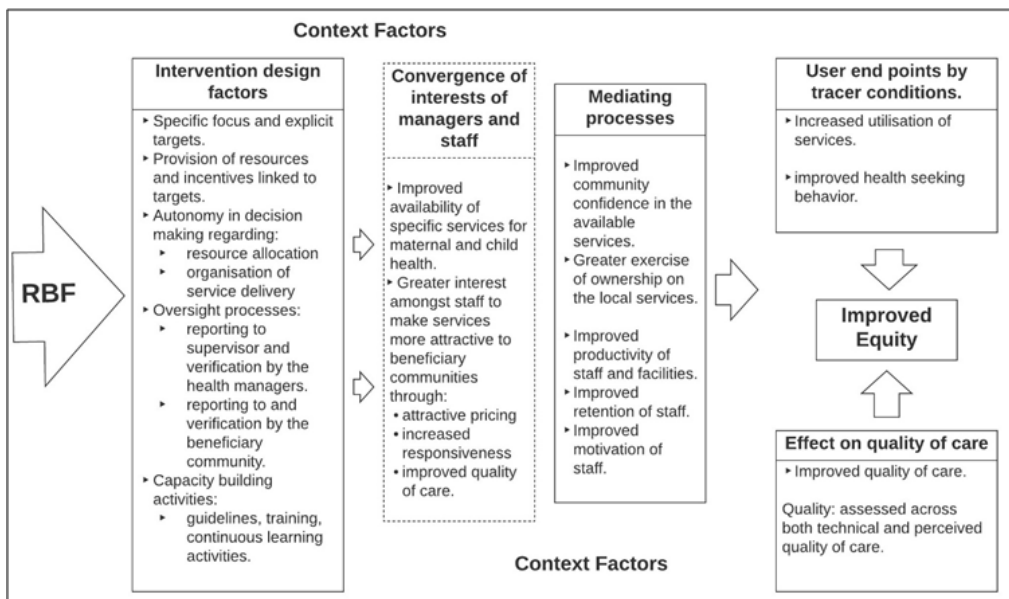 Context Factors
RBF
Intervention design
factors
‣ Specific focus and explicit
targets.
‣ Provision of resources
and incentives linked to
targets.
‣ Autonomy in decision
making regarding:
‣ resource allocation
‣ organisation of
service delivery
‣ Oversight processes:
‣ reporting to
supervisor and
verification by the
health managers.
‣ reporting to and
verification by the
beneficiary
community.
‣ Capacity building
activities:
‣ guidelines, training,
continuous learning
activities.
Convergence of
interests of
managers and
staff
‣ Improved
availability of
specific services for
maternal and child
health.
‣ Greater interest
amongst staff to
make services
more attractive to
beneficiary
communities
through:
• attractive pricing
• increased
responsiveness
• improved quality
of care.
Mediating
processes
‣ Improved
community
confidence in the
available
services.
‣ Greater exercise
of ownership on
the local services.
‣ Improved
productivity of
staff and facilities.
‣ Improved
retention of staff.
‣ Improved
motivation of
staff.
User end points by
tracer conditions.
‣ Increased utilisation of
services.
‣ improved health seeking
behavior.
Improved
Equity
Effect on quality of care
‣ Improved quality of care.
Quality: assessed across
both technical and perceived
quality of care.
Context Factors